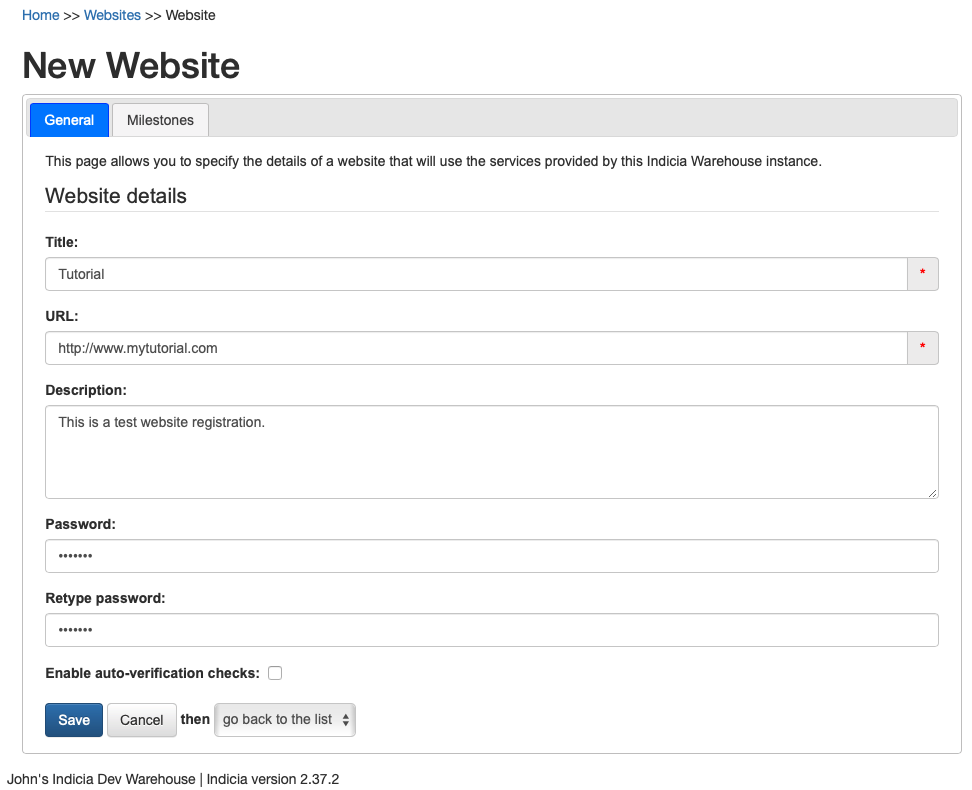 Home >> Websites >> Website
New Website
General Milestones
This page allows you to specify the details of a website that will use the services provided by this Indicia Warehouse instance.
Website details
Title:
Tutorial *
URL:
http://www.mytutorial.com *
Description:
This is a test website registration.
Password:
•••••••
Retype password:
•••••••
Enable auto-verification checks:
Save Cancel then go back to the list
John's Indicia Dev Warehouse | Indicia version 2.37.2